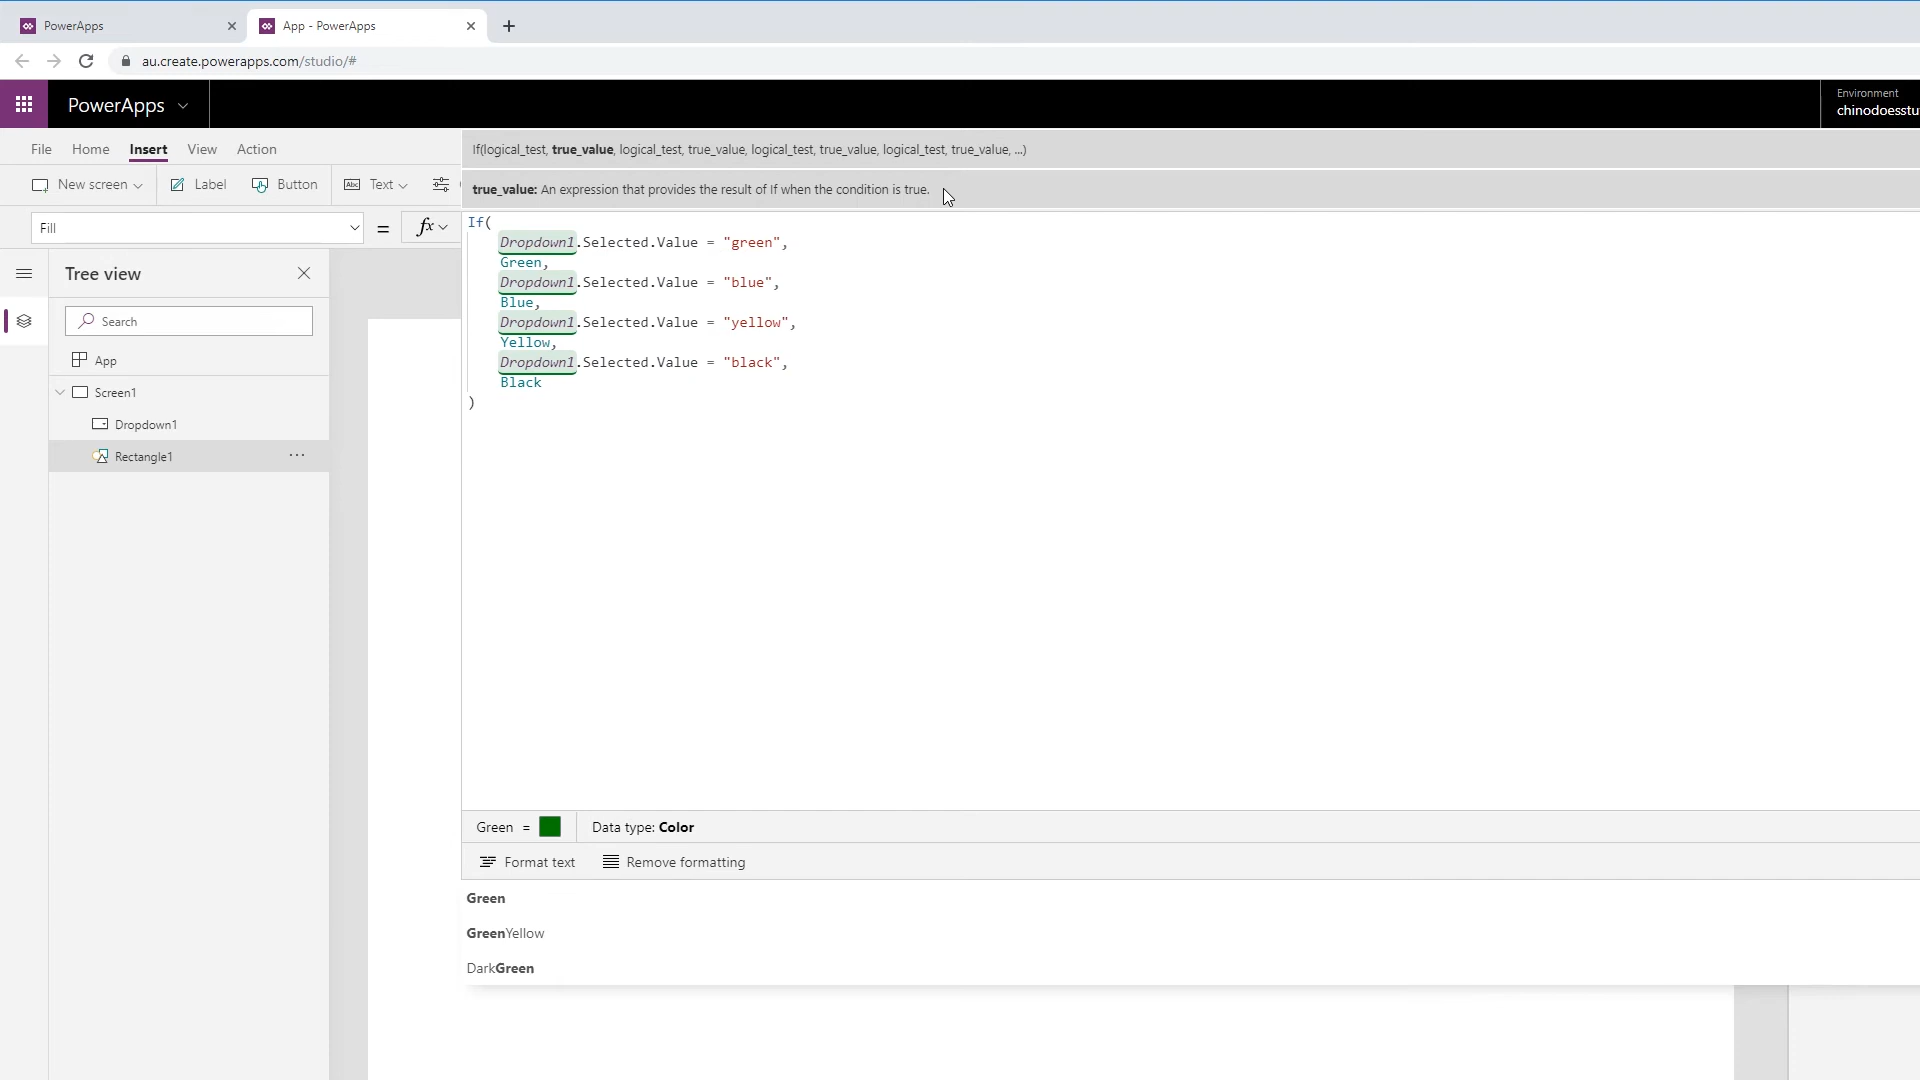 PowerApps
App - PowerApps
au.create.powerapps.com/studio/#
PowerApps
Environment
chinodoesstu
File Home Insert View Action
If(logical_test, true_value, logical_test, true_value, logical_test, true_value, logical_test, true_value, ...)
New screen Label Button Text
true_value: An expression that provides the result of If when the condition is true.
Fill = fx
If(
Dropdown1.Selected.Value = "green",
Green,
Dropdown1.Selected.Value = "blue",
Blue,
Dropdown1.Selected.Value = "yellow",
Yellow,
Dropdown1.Selected.Value = "black",
Black
)
Tree view
Search
App
Screen1
Dropdown1
Rectangle1 ...
Green = Data type: Color
Format text Remove formatting
Green
GreenYellow
DarkGreen